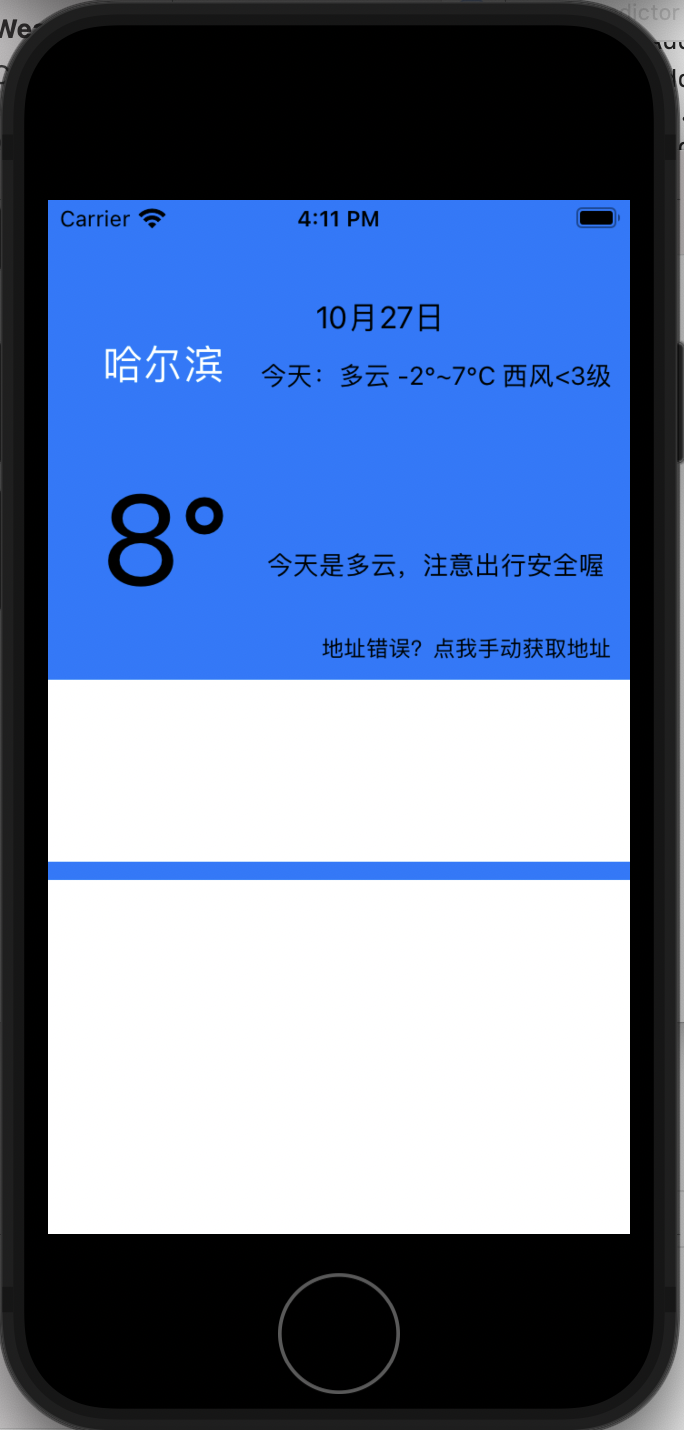 Carrier 4:11 PM
10月27日
哈尔滨
今天：多云 -2°~7°C 西风<3级
8°
今天是多云，注意出行安全喔
地址错误？点我手动获取地址